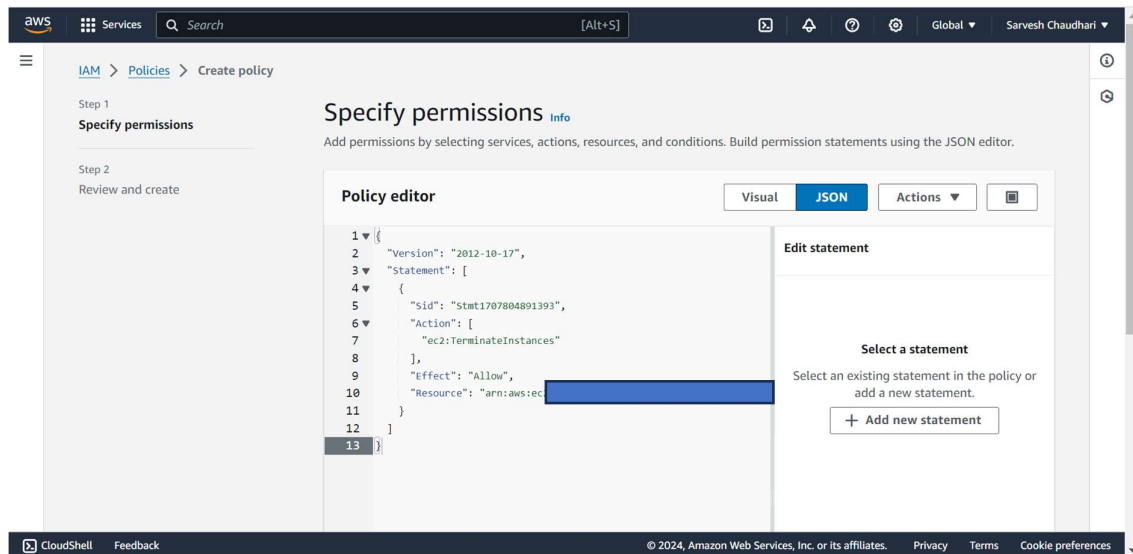 aws Services Search [Alt+S] Global Sarvesh Chaudhari
IAM > Policies > Create policy
Step 1
Specify permissions
Step 2
Review and create
Specify permissions Info
Add permissions by selecting services, actions, resources, and conditions. Build permission statements using the JSON editor.
Policy editor Visual JSON Actions
1 {
2 "Version": "2012-10-17",
3 "Statement": [
4 {
5 "Sid": "Stmt1707804891393",
6 "Action": [
7 "ec2:TerminateInstances"
8 ],
9 "Effect": "Allow",
10 "Resource": "arn:aws:ec
11 }
12 ]
13 }
Edit statement
Select a statement
Select an existing statement in the policy or
add a new statement.
+ Add new statement
CloudShell Feedback © 2024, Amazon Web Services, Inc. or its affiliates. Privacy Terms Cookie preferences